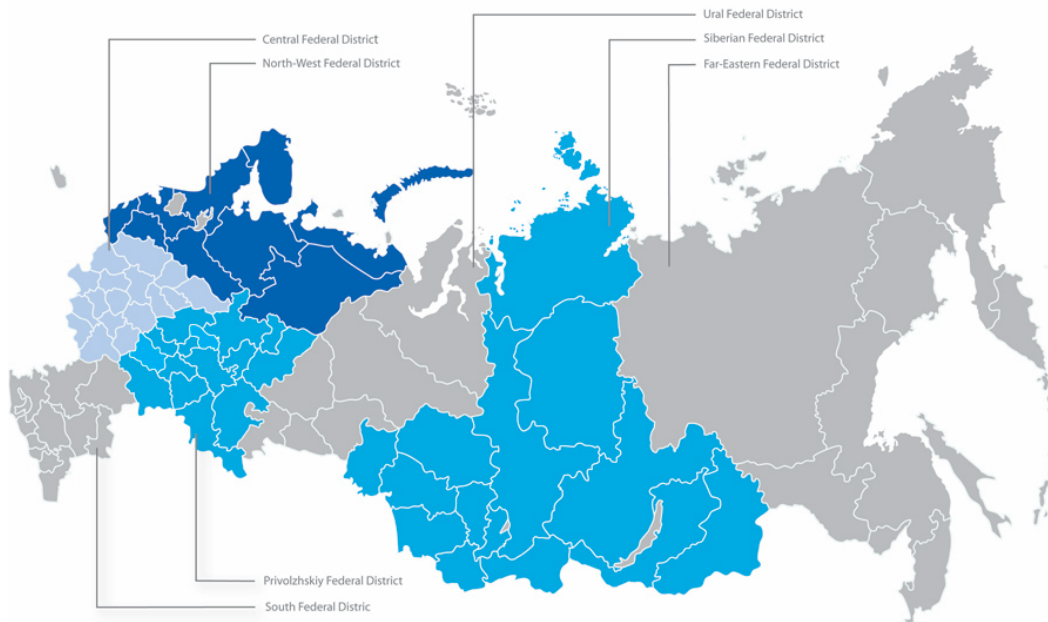 Ural Federal District
Siberian Federal District
Far-Eastern Federal District
Central Federal District
North-West Federal District
Privolzhskiy Federal District
South Federal Distric